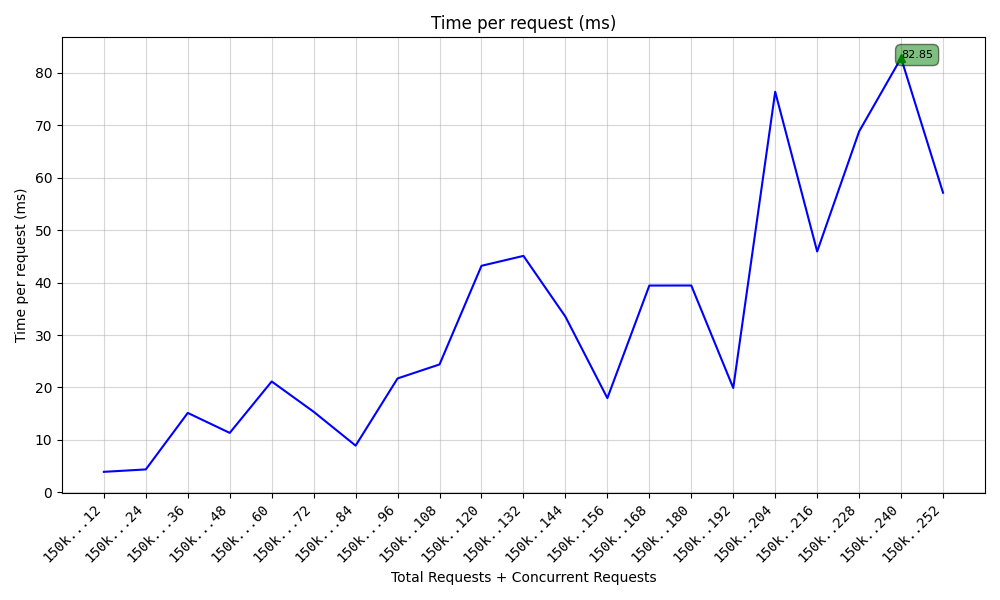 Time per request (ms)
82.85
Time per request (ms)
80
70
60
50
40
30
20
10
0
150k...12
150k...24
150k...36
150k...48
150k...60
150k...72
150k...84
150k...96
150k..108
150k..120
150k..132
150k..144
150k..156
150k..168
150k..180
150k..192
150k..204
150k..216
150k..228
150k..240
150k..252
Total Requests + Concurrent Requests